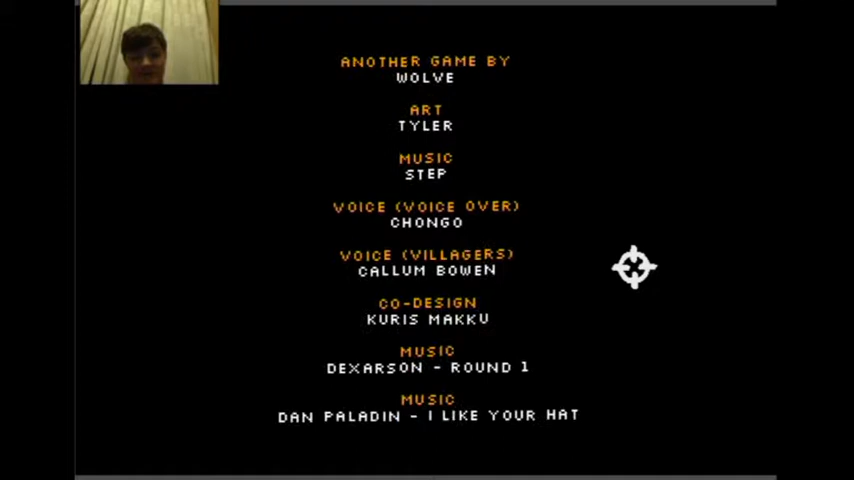 ANOTHER GAME BY
WOLVE
ART
TYLER
MUSIC
STEP
VOICE (VOICE OVER)
CHONGO
VOICE (VILLAGERS)
CALLUM BOWEN
CO-DESIGN
KURIS MAKKU
MUSIC
DEXARSON - ROUND 1
MUSIC
DAN PALADIN - I LIKE YOUR HAT